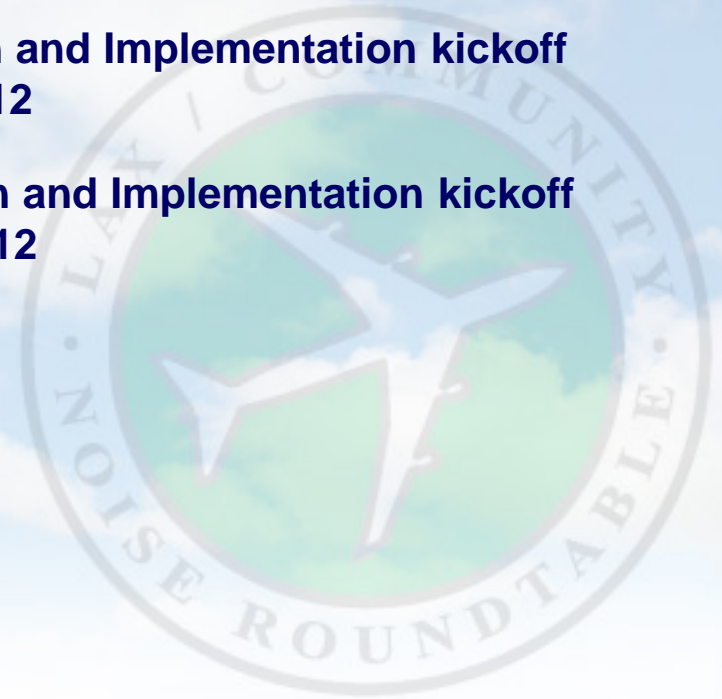 n and Implementation kickoff
12
n and Implementation kickoff
12
LAX / COMMUNITY
NOISE ROUNDTABLE